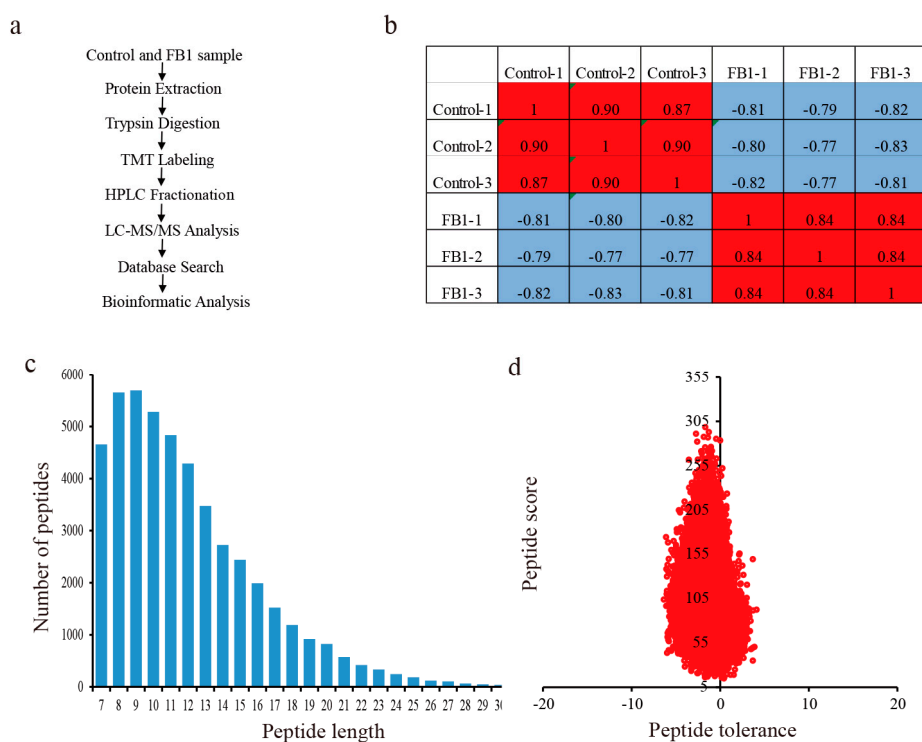 a
Control and FB1 sample
Protein Extraction
Trypsin Digestion
TMT Labeling
HPLC Fractionation
LC-MS/MS Analysis
Database Search
Bioinformatic Analysis
b
Control-1 Control-2 Control-3 FB1-1 FB1-2 FB1-3
Control-1 1 0.90 0.87 -0.81 -0.79 -0.82
Control-2 0.90 1 0.90 -0.80 -0.77 -0.83
Control-3 0.87 0.90 1 -0.82 -0.77 -0.81
FB1-1 -0.81 -0.80 -0.82 1 0.84 0.84
FB1-2 -0.79 -0.77 -0.77 0.84 1 0.84
FB1-3 -0.82 -0.83 -0.81 0.84 0.84 1
c
Number of peptides
6000
5000
4000
3000
2000
1000
0
7 8 9 10 11 12 13 14 15 16 17 18 19 20 21 22 23 24 25 26 27 28 29 30
Peptide length
d
Peptide score
355
305
255
205
155
105
55
5
-20 -10 0 10 20
Peptide tolerance